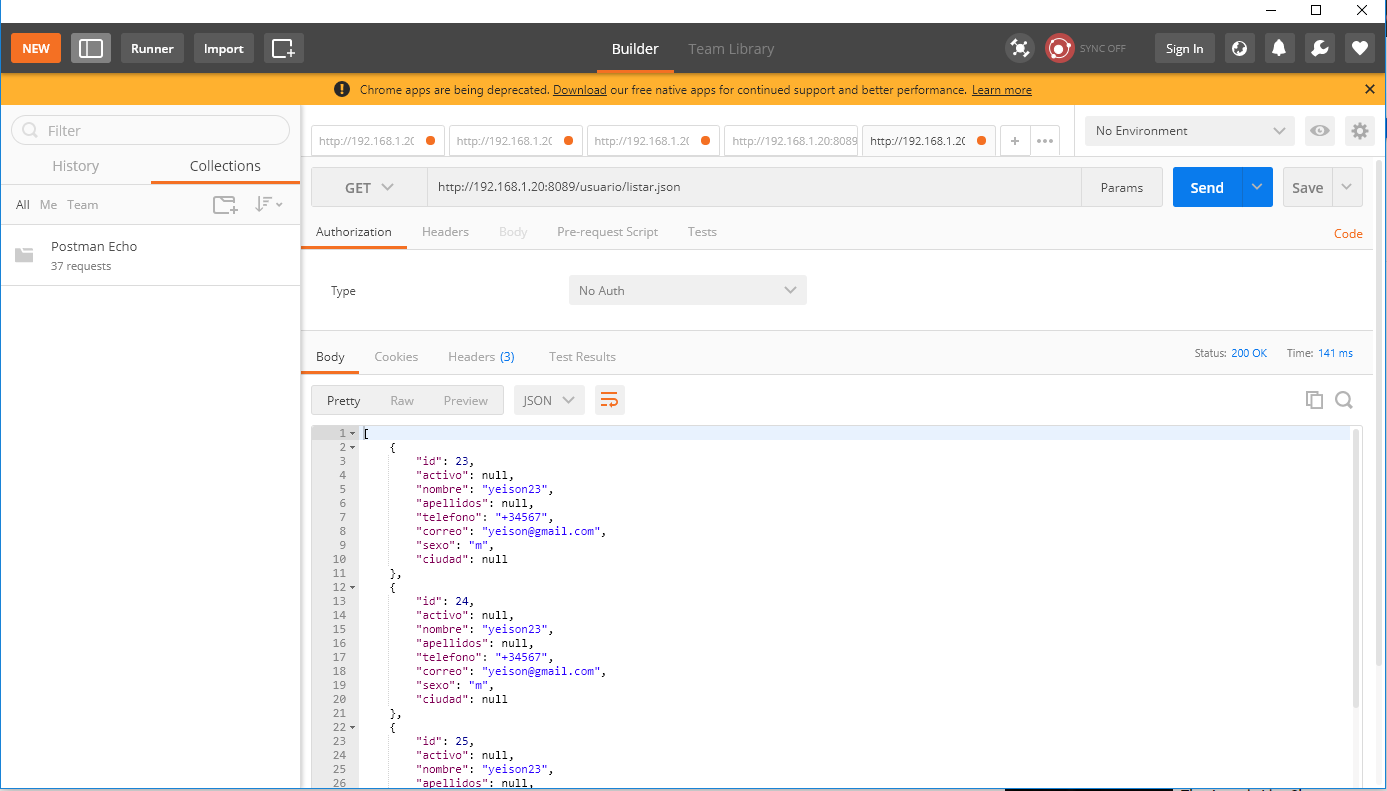 NEW Runner Import Builder Team Library SYNC OFF Sign In
Chrome apps are being deprecated. Download our free native apps for continued support and better performance. Learn more
Filter
History Collections
All Me Team
Postman Echo
37 requests
http://192.168.1.20 http://192.168.1.20 http://192.168.1.20 http://192.168.1.20:8089 http://192.168.1.20 + No Environment
GET http://192.168.1.20:8089/usuario/listar.json Params Send Save
Authorization Headers Body Pre-request Script Tests Code
Type No Auth
Body Cookies Headers (3) Test Results Status: 200 OK Time: 141 ms
Pretty Raw Preview JSON
1 [
2 {
3 "id": 23,
4 "activo": null,
5 "nombre": "yeison23",
6 "apellidos": null,
7 "telefono": "+34567",
8 "correo": "yeison@gmail.com",
9 "sexo": "m",
10 "ciudad": null
11 },
12 {
13 "id": 24,
14 "activo": null,
15 "nombre": "yeison23",
16 "apellidos": null,
17 "telefono": "+34567",
18 "correo": "yeison@gmail.com",
19 "sexo": "m",
20 "ciudad": null
21 },
22 {
23 "id": 25,
24 "activo": null,
25 "nombre": "yeison23",
26 "apellidos": null,